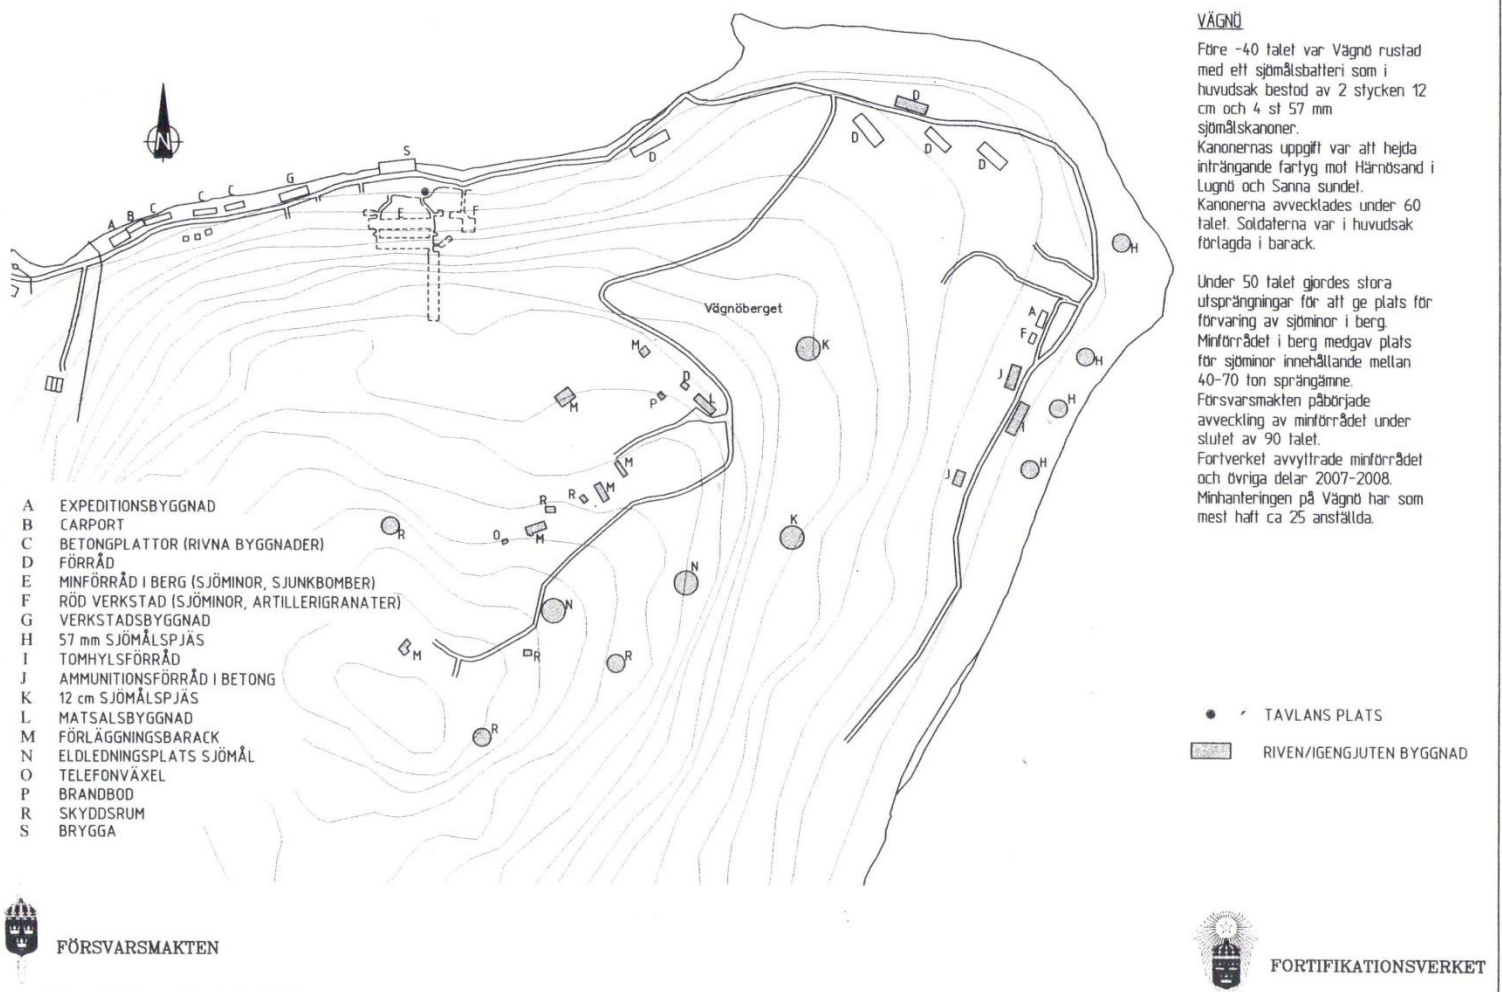 VÄGNÖ
Före -40 talet var Vägnö rustad
med ett sjömålsbatteri som i
huvudsak bestod av 2 stycken 12
cm och 4 st 57 mm
sjömålskanoner.
Kanonernas uppgift var att hejda
inträngande fartyg mot Härnösand i
Lugnö och Sanna sundet.
Kanonerna avvecklades under 60
talet. Soldaterna var i huvudsak
förlagda i barack.
Under 50 talet gjordes stora
utsprängningar för att ge plats för
förvaring av sjöminor i berg.
Minförrådet i berg medgav plats
för sjöminor innehållande mellan
40-70 ton sprängämne.
Försvarsmakten påbörjade
avveckling av minförrådet under
slutet av 90 talet.
Fortverket avvyttrade minförrådet
och övriga delar 2007-2008.
Minhanteringen på Vägnö har som
mest haft ca 25 anställda.
N
A
B
C
C
C
G
S
E
F
D
D
D
D
D
H
Vägnöberget
K
A
F
H
J
H
I
H
J
M
D
P
L
M
M
M
R
R
O
M
R
K
N
N
M
R
R
R
A EXPEDITIONSBYGGNAD
B CARPORT
C BETONGPLATTOR (RIVNA BYGGNADER)
D FÖRRÅD
E MINFÖRRÅD I BERG (SJÖMINOR, SJUNKBOMBER)
F RÖD VERKSTAD (SJÖMINOR, ARTILLERIGRANATER)
G VERKSTADSBYGGNAD
H 57 mm SJÖMÅLSPJÄS
I TOMHYLSFÖRRÅD
J AMMUNITIONSFÖRRÅD I BETONG
K 12 cm SJÖMÅLSPJÄS
L MATSALSBYGGNAD
M FÖRLÄGGNINGSBARACK
N ELDLEDNINGSPLATS SJÖMÅL
O TELEFONVÄXEL
P BRANDBOD
R SKYDDSRUM
S BRYGGA
TAVLANS PLATS
RIVEN/IGENGJUTEN BYGGNAD
FÖRSVARSMAKTEN
FORTIFIKATIONSVERKET